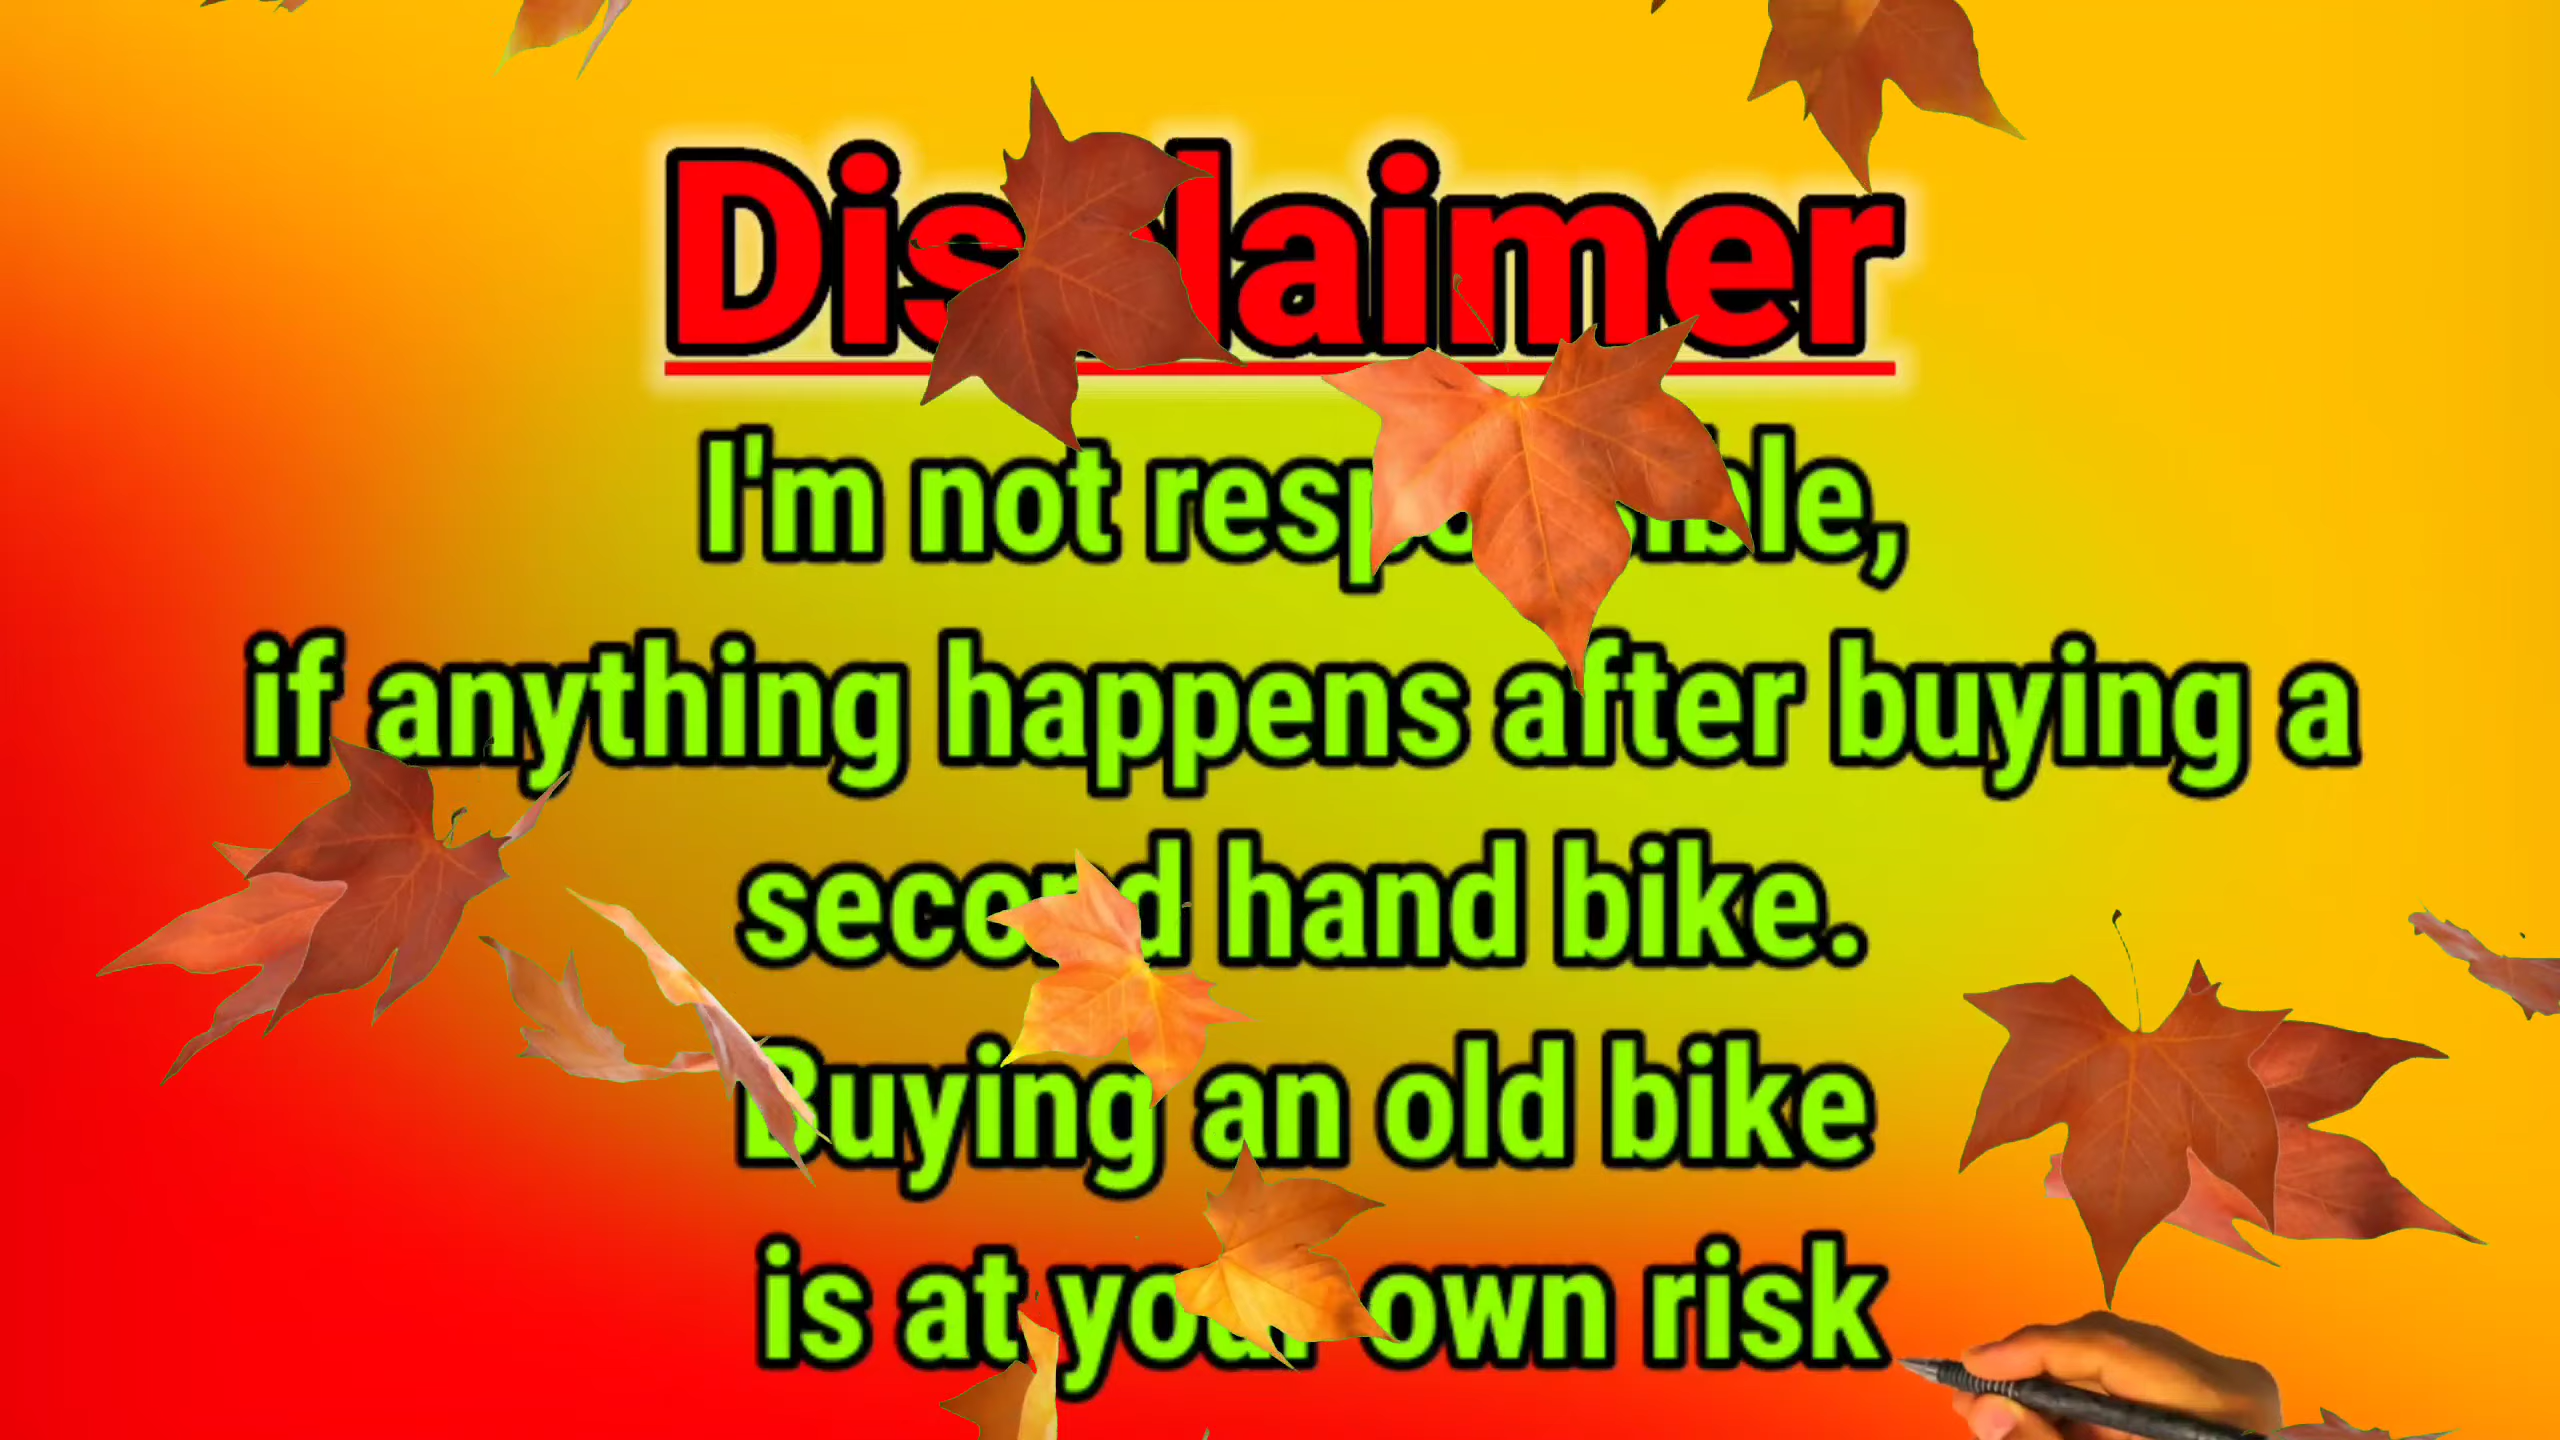 Disclaimer
I'm not responsible,
if anything happens after buying a
second hand bike.
Buying an old bike
is at your own risk